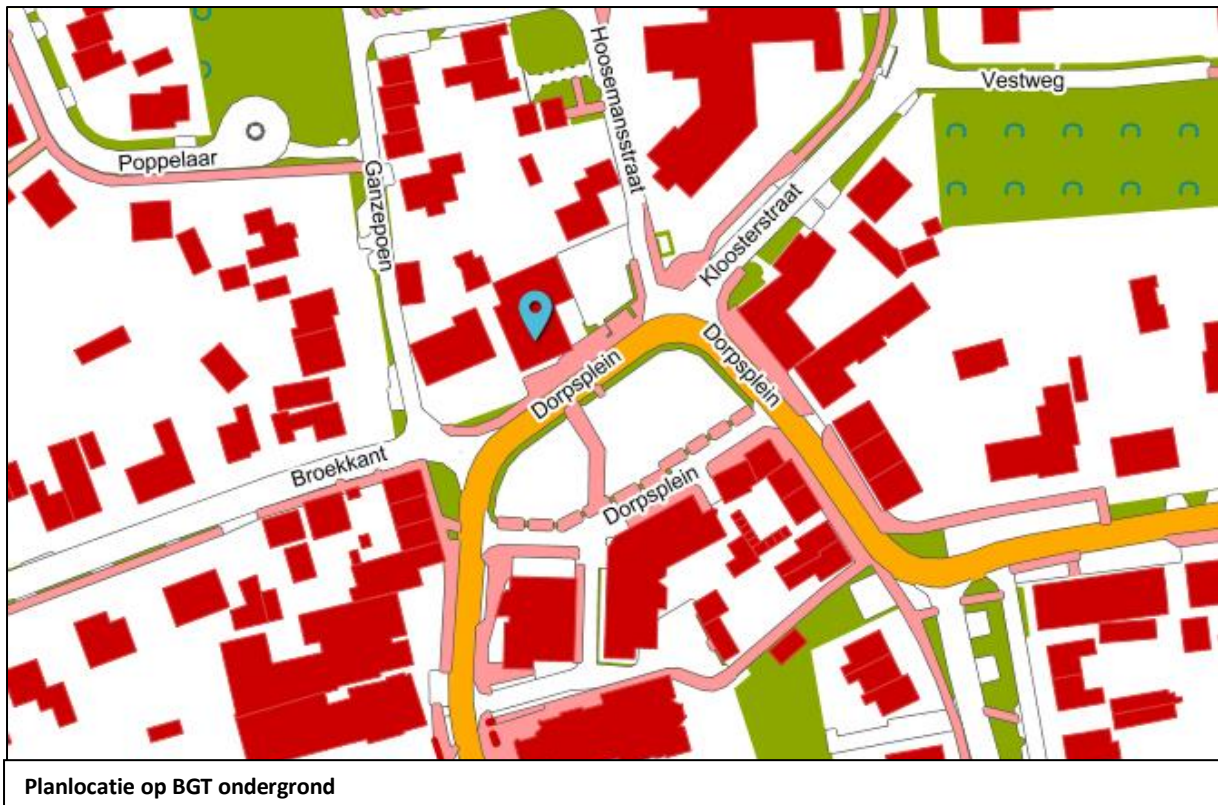 Hoosemansstraat
Vestweg
Poppelaar
Ganzepoen
Kloosterstraat
Dorpsplein
Dorpsplein
Broekkant
Dorpsplein
Planlocatie op BGT ondergrond